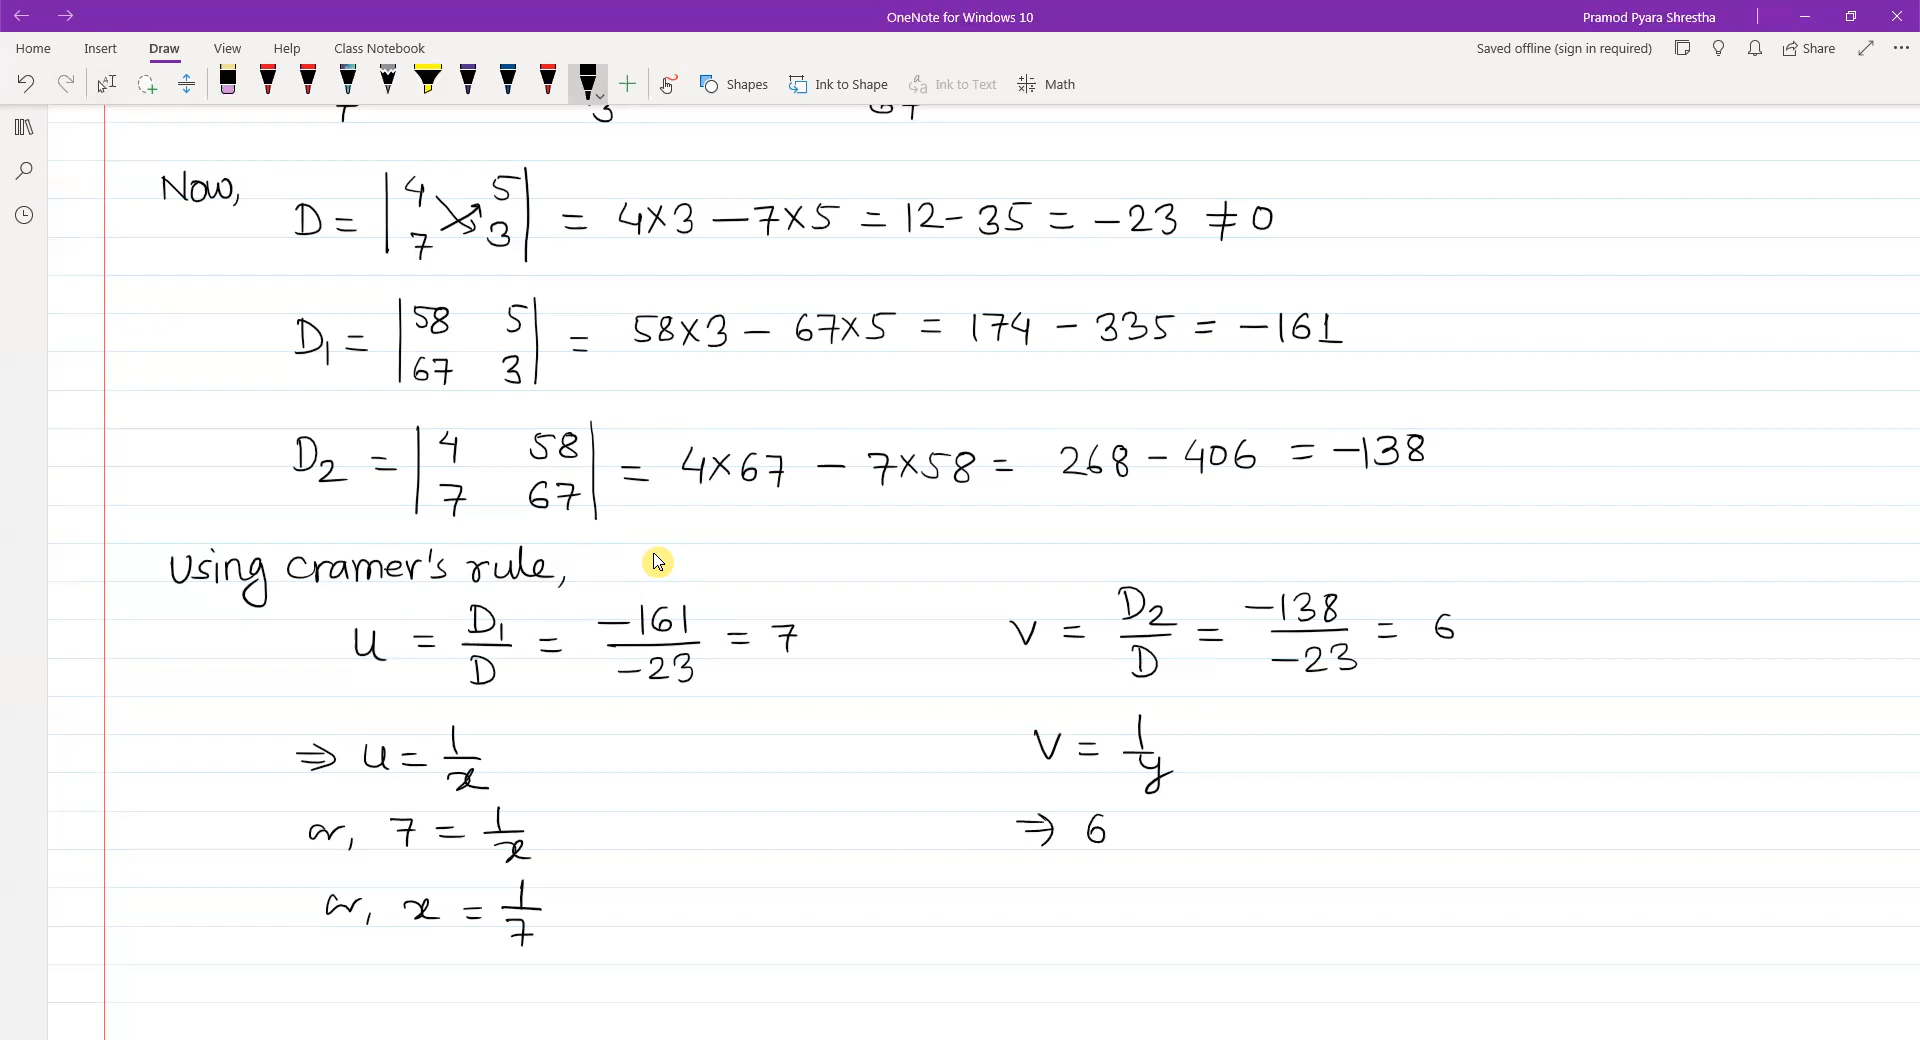 OneNote for Windows 10
Pramod Pyara Shrestha
Home Insert Draw View Help Class Notebook
Saved offline (sign in required) Share
Shapes Ink to Shape Ink to Text Math
Now,
D = | 4 5 | = 4×3 − 7×5 = 12 − 35 = −23 ≠ 0
| 7 3 |
D₁ = | 58 5 | = 58×3 − 67×5 = 174 − 335 = −161
| 67 3 |
D₂ = | 4 58 | = 4×67 − 7×58 = 268 − 406 = −138
| 7 67 |
Using cramer's rule,
u = D₁/D = −161/−23 = 7
v = D₂/D = −138/−23 = 6
⇒ u = 1/x
v = 1/y
or, 7 = 1/x
⇒ 6
or, x = 1/7